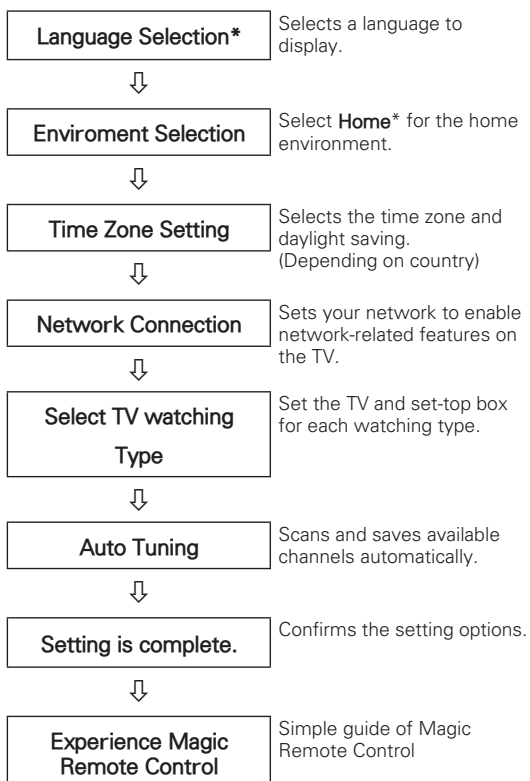 Language Selection*
Selects a language to
display.
Enviroment Selection
Select Home* for the home
environment.
Time Zone Setting
Selects the time zone and
daylight saving.
(Depending on country)
Network Connection
Sets your network to enable
network-related features on
the TV.
Select TV watching
Type
Set the TV and set-top box
for each watching type.
Auto Tuning
Scans and saves available
channels automatically.
Setting is complete.
Confirms the setting options.
Experience Magic
Remote Control
Simple guide of Magic
Remote Control